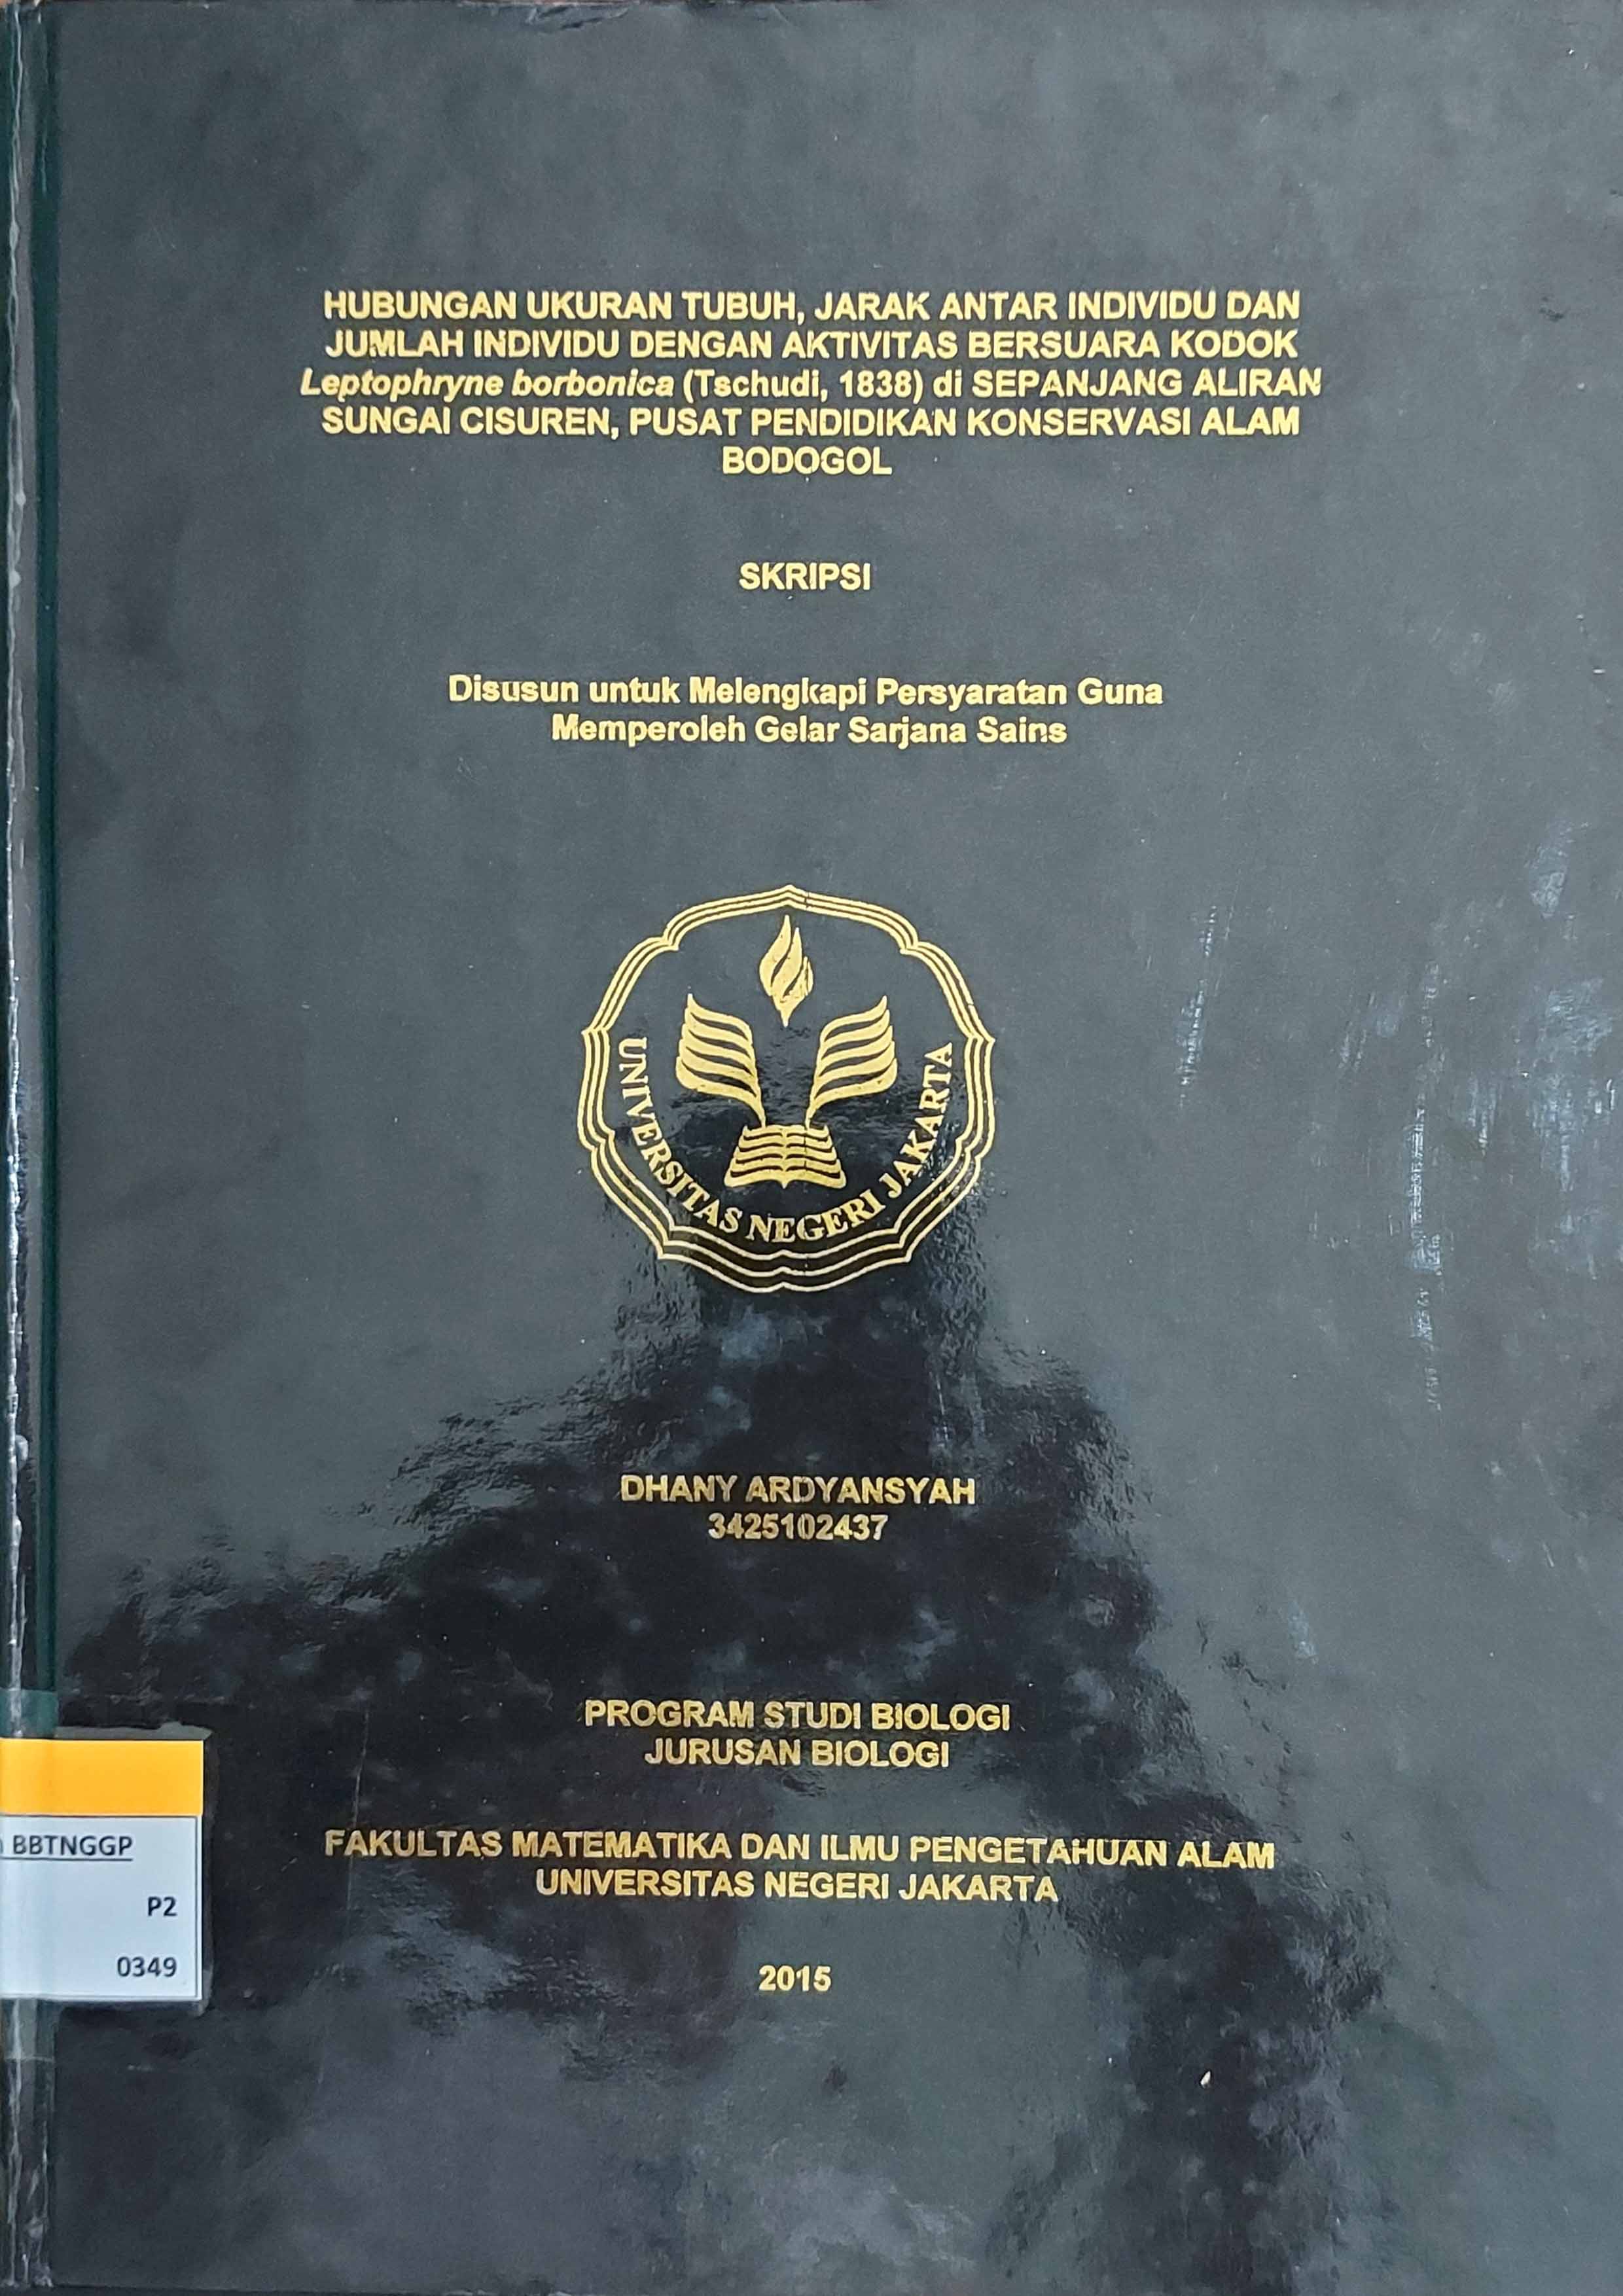 HUBUNGAN UKURAN TUBUH, JARAK ANTAR INDIVIDU DAN
JUMLAH INDIVIDU DENGAN AKTIVITAS BERSUARA KODOK
Leptophryne borbonica (Tschudi, 1838) di SEPANJANG ALIRAN
SUNGAI CISUREN, PUSAT PENDIDIKAN KONSERVASI ALAM
BODOGOL
SKRIPSI
Disusun untuk Melengkapi Persyaratan Guna
Memperoleh Gelar Sarjana Sains
UNIVERSITAS NEGERI JAKARTA
DHANY ARDYANSYAH
3425102437
PROGRAM STUDI BIOLOGI
JURUSAN BIOLOGI
FAKULTAS MATEMATIKA DAN ILMU PENGETAHUAN ALAM
UNIVERSITAS NEGERI JAKARTA
2015
BBTNGGP
P2
0349